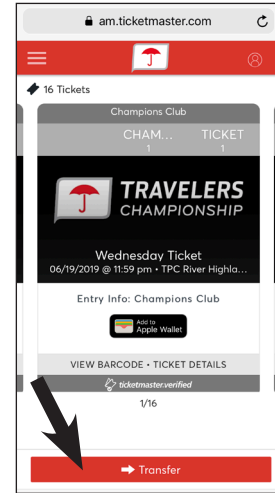 am.ticketmaster.com
16 Tickets
Champions Club
CHAM... TICKET
1 1
TRAVELERS
CHAMPIONSHIP
Wednesday Ticket
06/19/2019 @ 11:59 pm • TPC River Highla...
Entry Info: Champions Club
Add to
Apple Wallet
VIEW BARCODE • TICKET DETAILS
ticketmaster.verified
1/16
Transfer